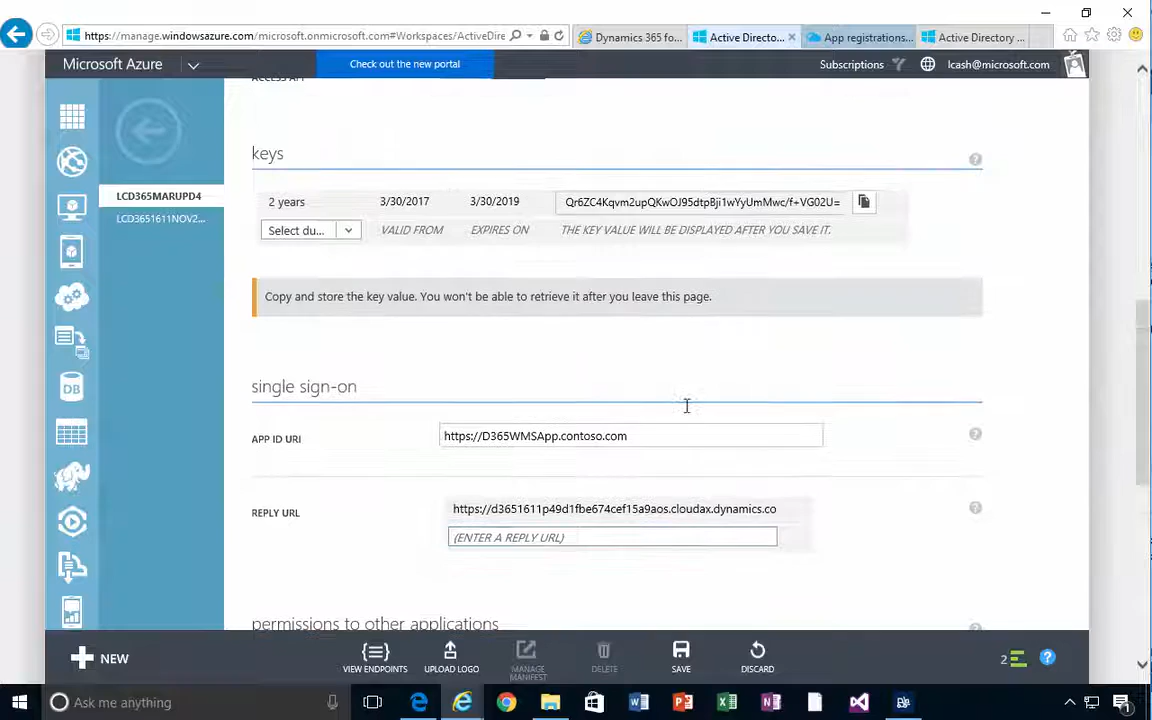 https://manage.windowsazure.com/microsoft.onmicrosoft.com#Workspaces/ActiveDire
Dynamics 365 fo...
Active Directo...
App registrations...
Active Directory ...
Microsoft Azure
Check out the new portal
Subscriptions
lcash@microsoft.com
ACCESS API
keys
LCD365MARUPD4
LCD3651611NOV2...
2 years
3/30/2017
3/30/2019
Qr6ZC4Kqvm2upQKwOJ95dtpBji1wYyUmMwc/f+VG02U=
Select du...
VALID FROM
EXPIRES ON
THE KEY VALUE WILL BE DISPLAYED AFTER YOU SAVE IT.
Copy and store the key value. You won't be able to retrieve it after you leave this page.
single sign-on
APP ID URI
https://D365WMSApp.contoso.com
REPLY URL
https://d3651611p49d1fbe674cef15a9aos.cloudax.dynamics.co
(ENTER A REPLY URL)
permissions to other applications
DB
NEW
VIEW ENDPOINTS
UPLOAD LOGO
MANAGE
MANIFEST
DELETE
SAVE
DISCARD
2
Ask me anything